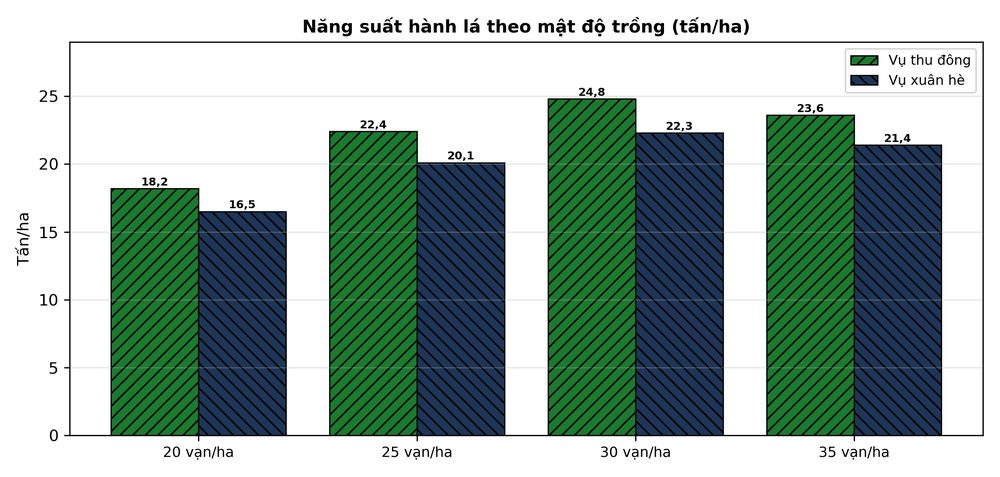 Năng suất hành lá theo mật độ trồng (tấn/ha)
Vụ thu đông
Vụ xuân hè
Tấn/ha
25
20
15
10
5
0
18,2
16,5
22,4
20,1
24,8
22,3
23,6
21,4
20 vạn/ha
25 vạn/ha
30 vạn/ha
35 vạn/ha